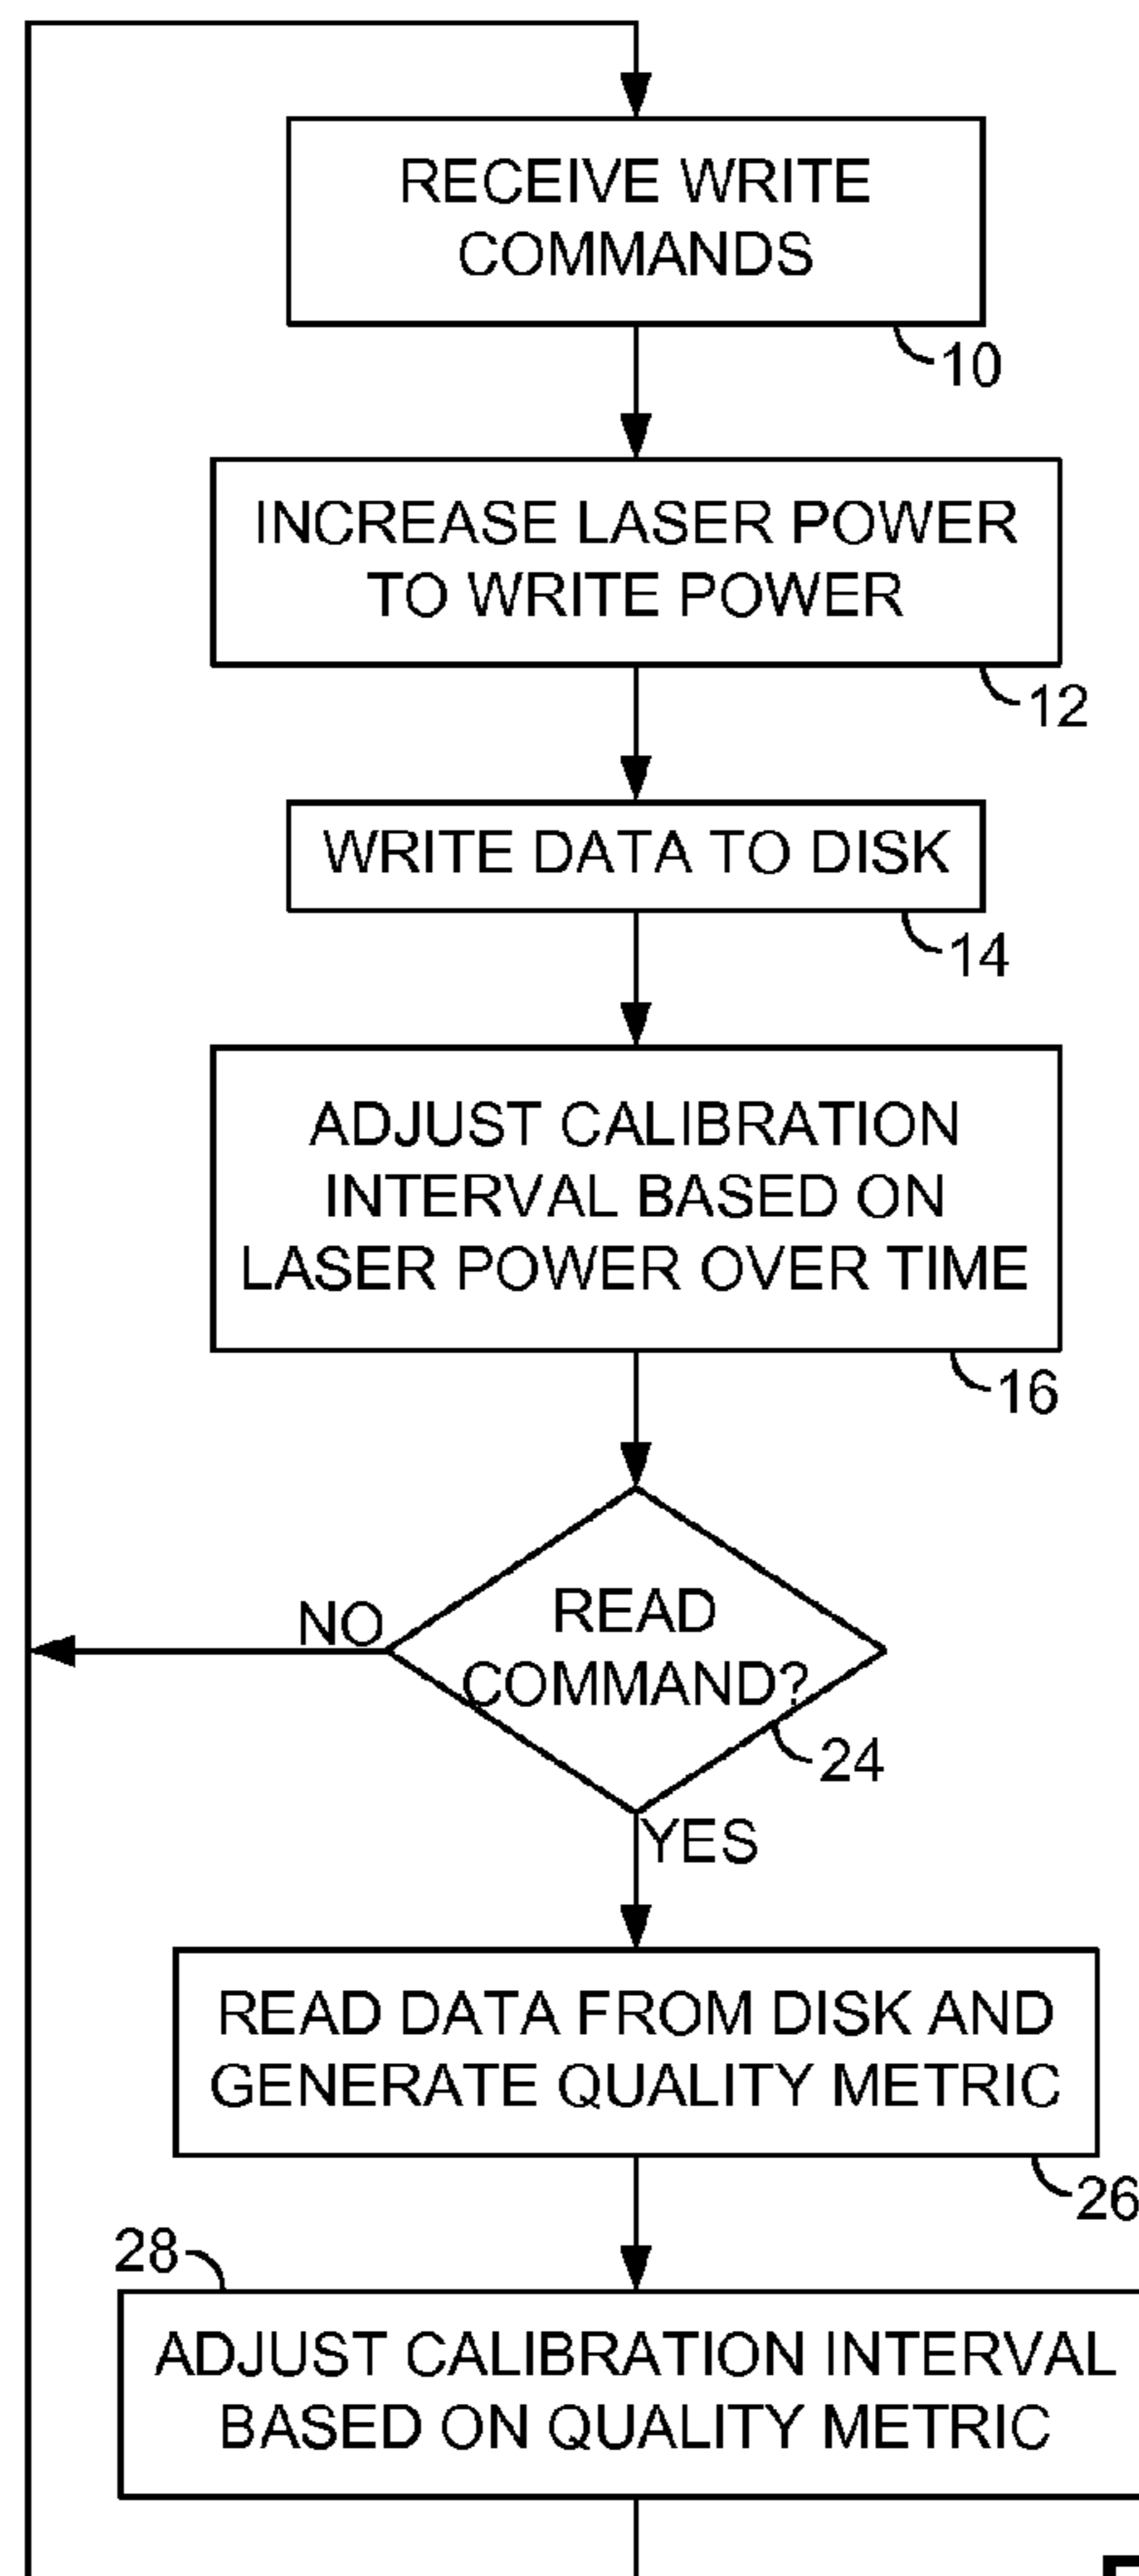 RECEIVE WRITE
COMMANDS
10
INCREASE LASER POWER
TO WRITE POWER
12
WRITE DATA TO DISK
14
ADJUST CALIBRATION
INTERVAL BASED ON
LASER POWER OVER TIME
16
READ
COMMAND?
NO
24
YES
READ DATA FROM DISK AND
GENERATE QUALITY METRIC
26
28
ADJUST CALIBRATION INTERVAL
BASED ON QUALITY METRIC